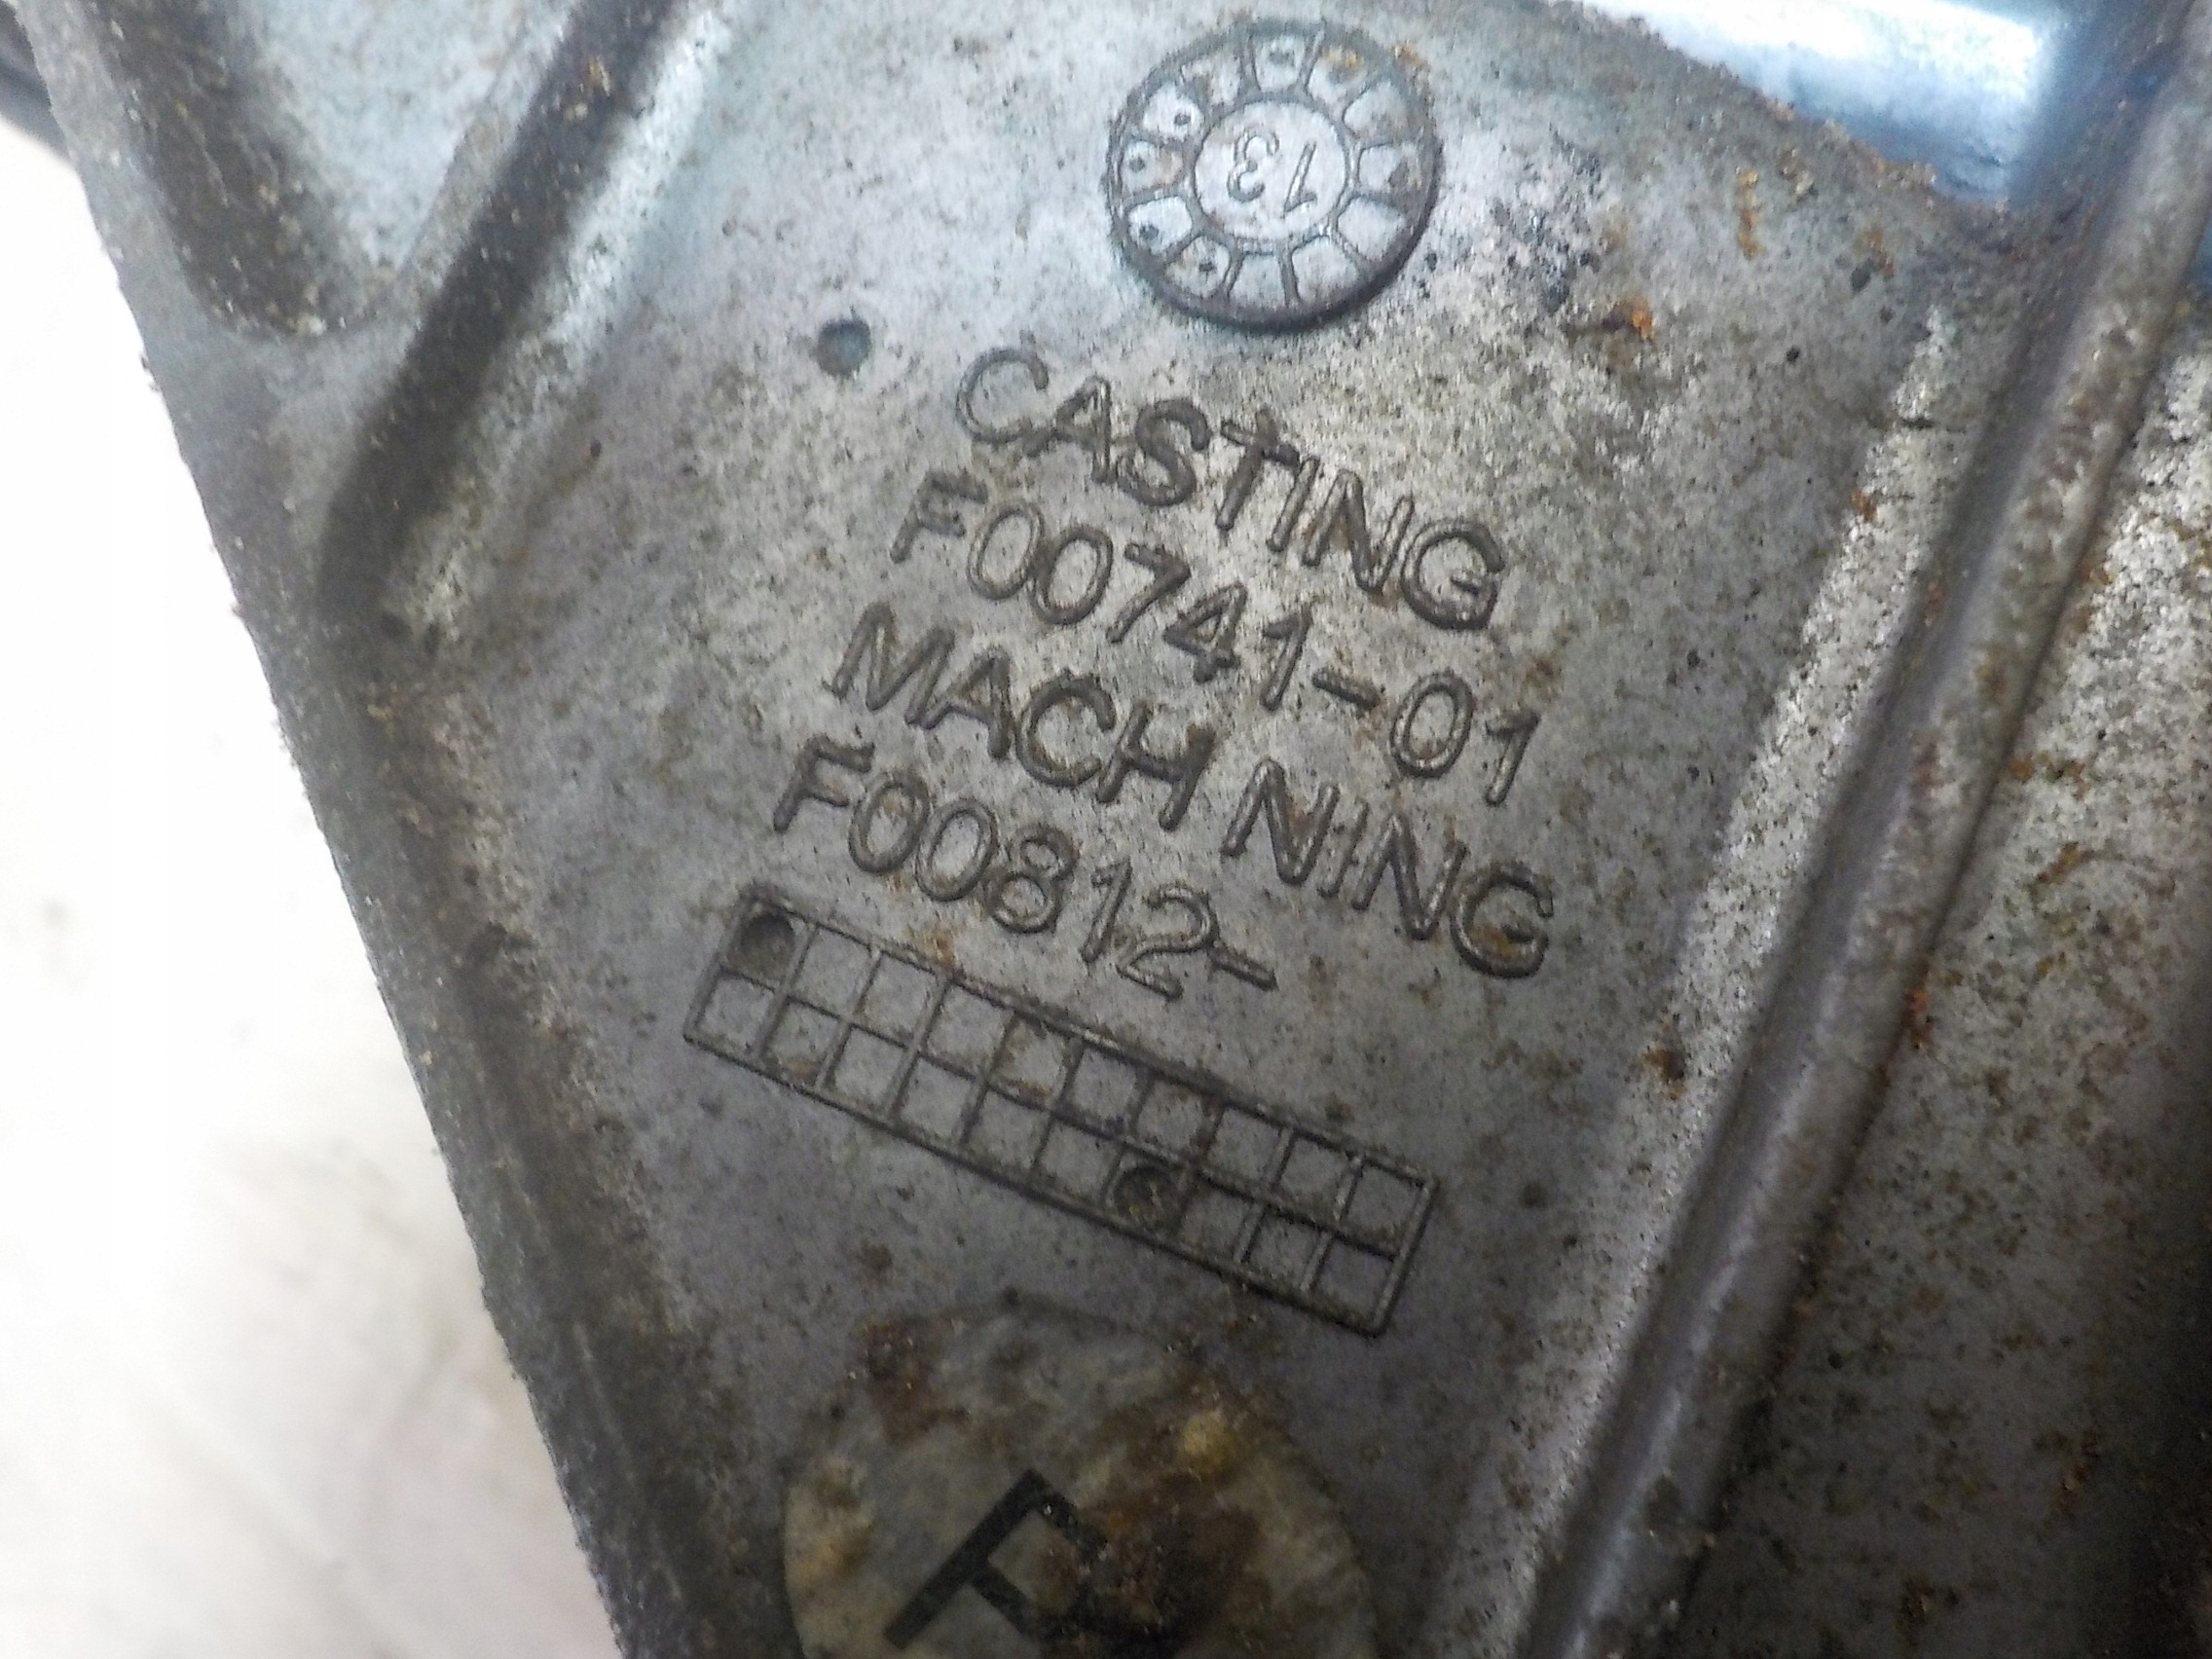 13
CASTING
F00741-01
MACH NING
F00812-